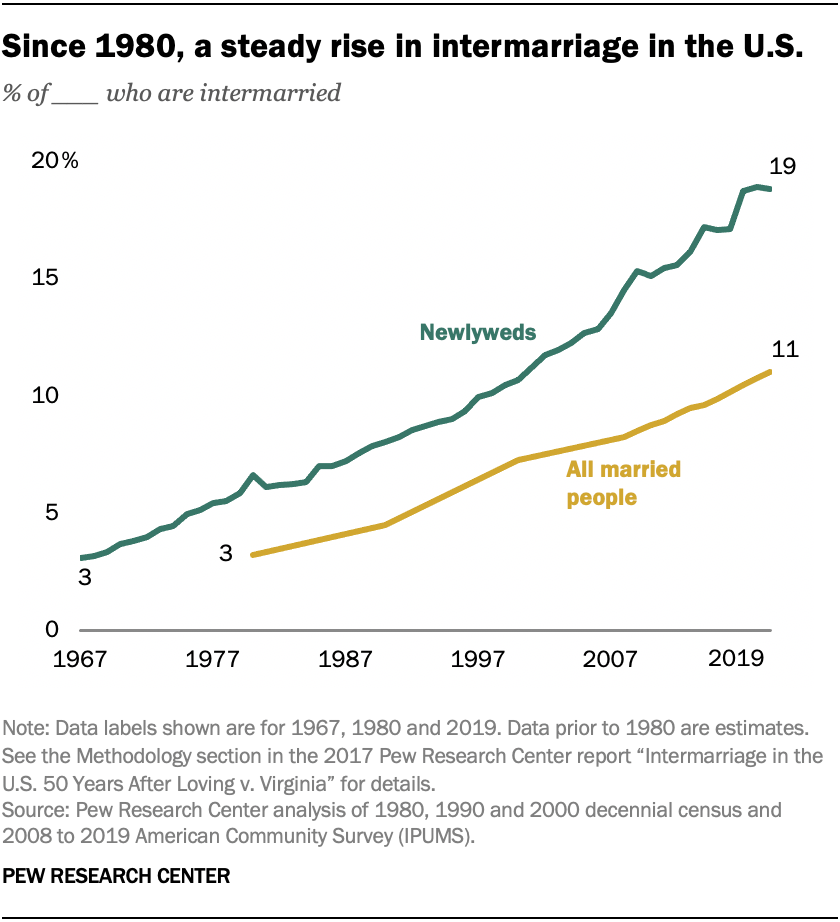 Since 1980, a steady rise in intermarriage in the U.S.
% of ___ who are intermarried
20%
19
15
Newlyweds
11
10
All married
people
5
3
3
0
1967 1977 1987 1997 2007 2019
Note: Data labels shown are for 1967, 1980 and 2019. Data prior to 1980 are estimates.
See the Methodology section in the 2017 Pew Research Center report “Intermarriage in the
U.S. 50 Years After Loving v. Virginia” for details.
Source: Pew Research Center analysis of 1980, 1990 and 2000 decennial census and
2008 to 2019 American Community Survey (IPUMS).
PEW RESEARCH CENTER